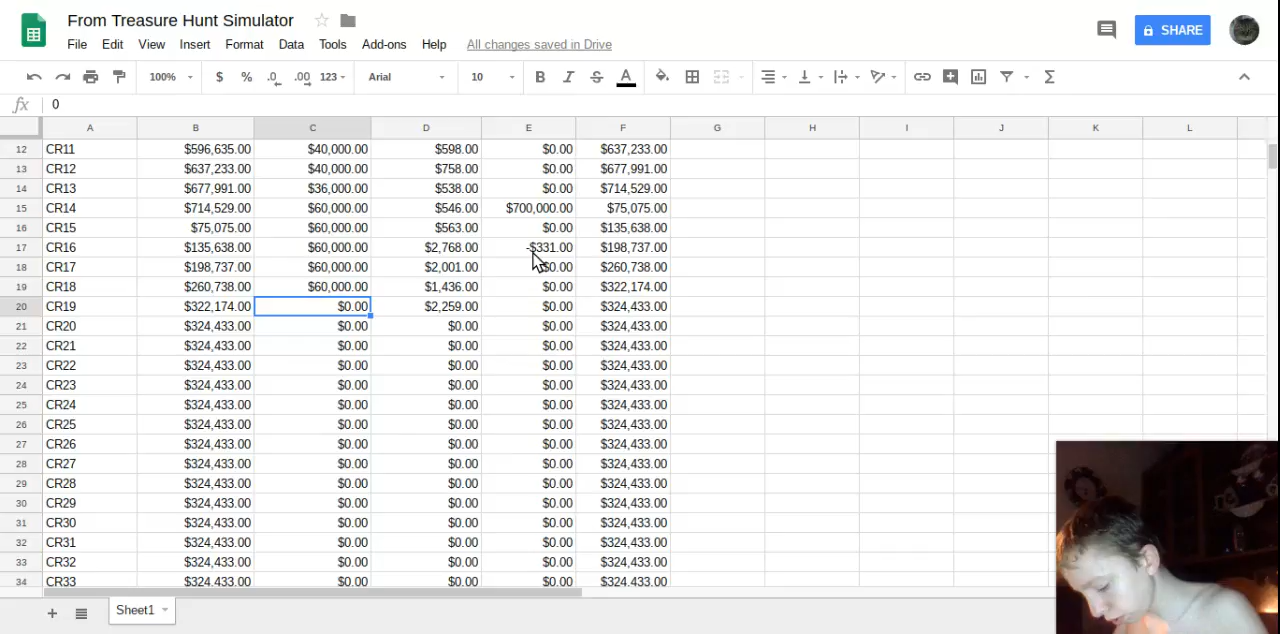 From Treasure Hunt Simulator
File Edit View Insert Format Data Tools Add-ons Help All changes saved in Drive
SHARE
100% $ % .0 .00 123 Arial 10 B I S A
fx 0
A B C D E F G H I J K L
12 CR11 $596,635.00 $40,000.00 $598.00 $0.00 $637,233.00
13 CR12 $637,233.00 $40,000.00 $758.00 $0.00 $677,991.00
14 CR13 $677,991.00 $36,000.00 $538.00 $0.00 $714,529.00
15 CR14 $714,529.00 $60,000.00 $546.00 $700,000.00 $75,075.00
16 CR15 $75,075.00 $60,000.00 $563.00 $0.00 $135,638.00
17 CR16 $135,638.00 $60,000.00 $2,768.00 -$331.00 $198,737.00
18 CR17 $198,737.00 $60,000.00 $2,001.00 $0.00 $260,738.00
19 CR18 $260,738.00 $60,000.00 $1,436.00 $0.00 $322,174.00
20 CR19 $322,174.00 $0.00 $2,259.00 $0.00 $324,433.00
21 CR20 $324,433.00 $0.00 $0.00 $0.00 $324,433.00
22 CR21 $324,433.00 $0.00 $0.00 $0.00 $324,433.00
23 CR22 $324,433.00 $0.00 $0.00 $0.00 $324,433.00
24 CR23 $324,433.00 $0.00 $0.00 $0.00 $324,433.00
25 CR24 $324,433.00 $0.00 $0.00 $0.00 $324,433.00
26 CR25 $324,433.00 $0.00 $0.00 $0.00 $324,433.00
27 CR26 $324,433.00 $0.00 $0.00 $0.00 $324,433.00
28 CR27 $324,433.00 $0.00 $0.00 $0.00 $324,433.00
29 CR28 $324,433.00 $0.00 $0.00 $0.00 $324,433.00
30 CR29 $324,433.00 $0.00 $0.00 $0.00 $324,433.00
31 CR30 $324,433.00 $0.00 $0.00 $0.00 $324,433.00
32 CR31 $324,433.00 $0.00 $0.00 $0.00 $324,433.00
33 CR32 $324,433.00 $0.00 $0.00 $0.00 $324,433.00
34 CR33 $324,433.00 $0.00 $0.00 $0.00 $324,433.00
Sheet1